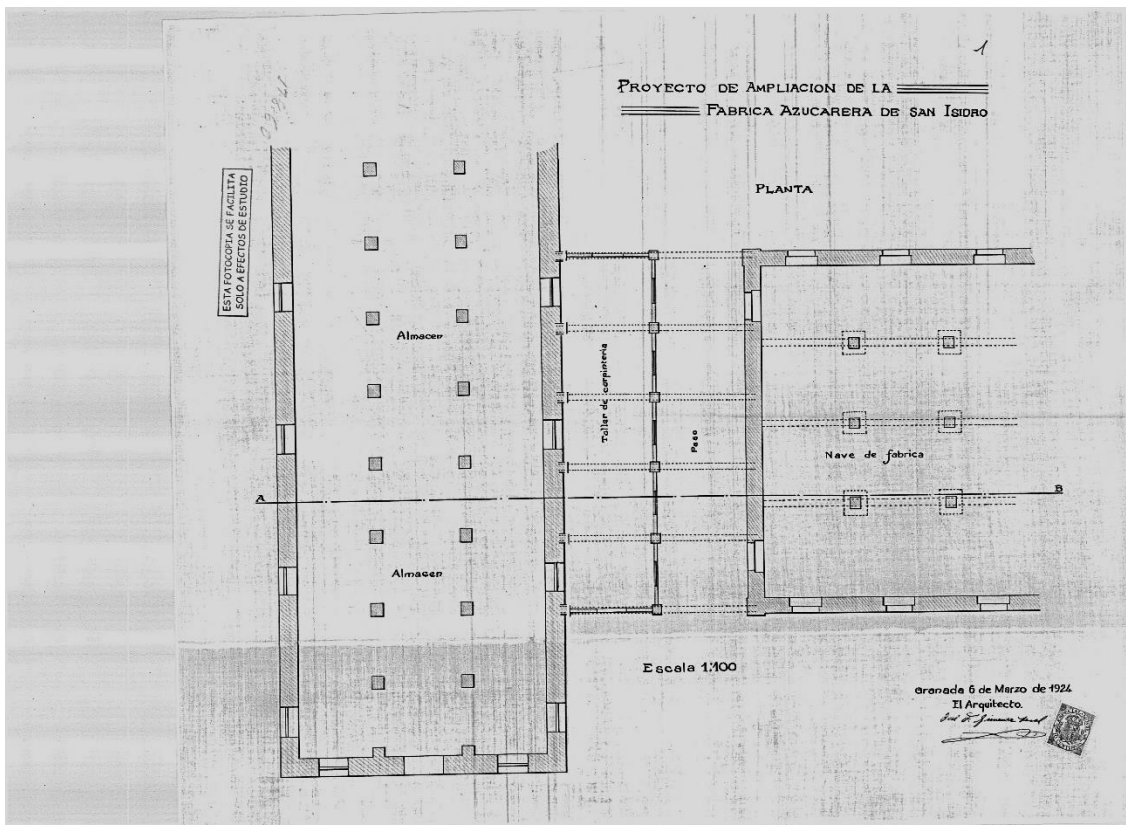 1
PROYECTO DE AMPLIACION DE LA
FABRICA AZUCARERA DE SAN ISIDRO
PLANTA
ESTA FOTOCOPIA SE FACILITA
SOLO A EFECTOS DE ESTUDIO
Almacen
Taller de carpinteria
Paso
Nave de fabrica
A
B
Almacen
Escala 1:100
Granada 6 de Marzo de 1924
El Arquitecto.